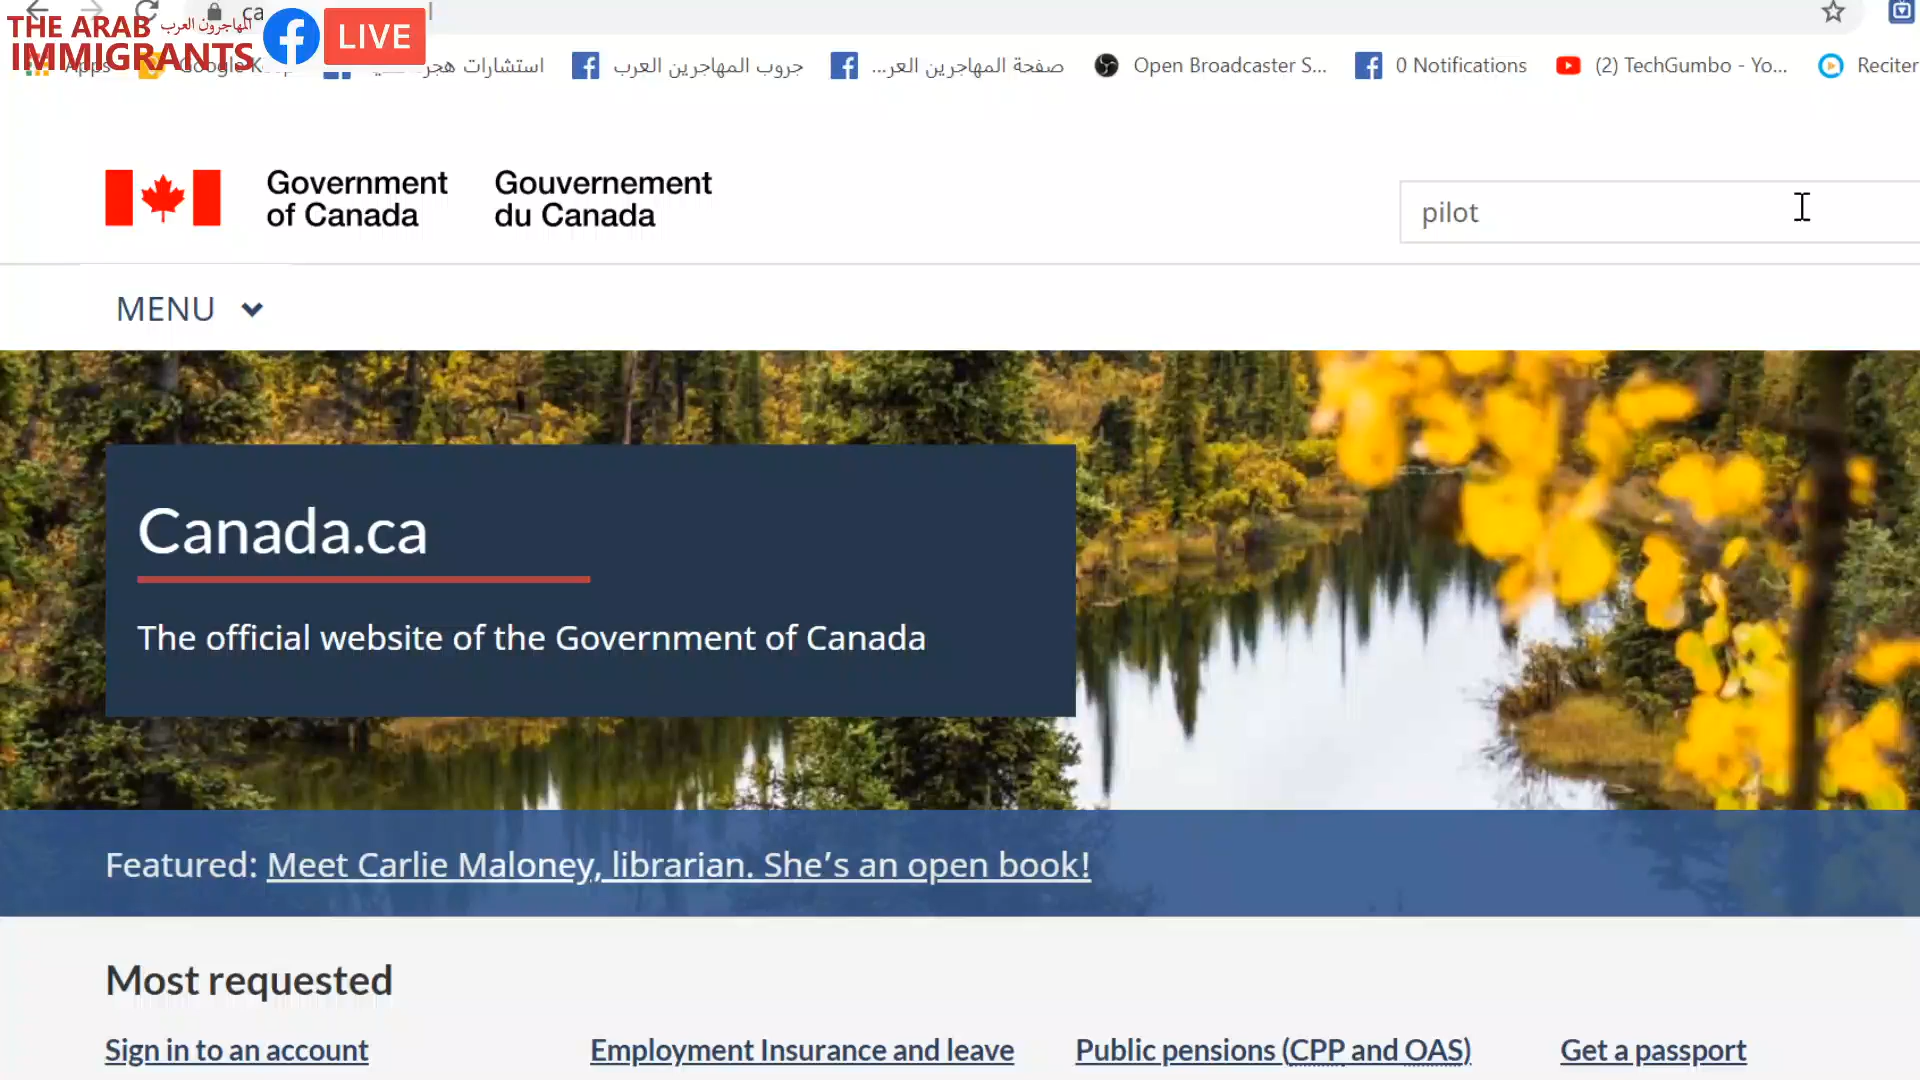 THE ARAB المهاجرون العرب
IMMIGRANTS
LIVE
ca
Apps
استشارات هجر
جروب المهاجرين العرب
صفحة المهاجرين العر...
Open Broadcaster S...
0 Notifications
(2) TechGumbo - Yo...
Reciter
Government
of Canada
Gouvernement
du Canada
pilot
MENU
Canada.ca
The official website of the Government of Canada
Featured: Meet Carlie Maloney, librarian. She’s an open book!
Most requested
Sign in to an account
Employment Insurance and leave
Public pensions (CPP and OAS)
Get a passport